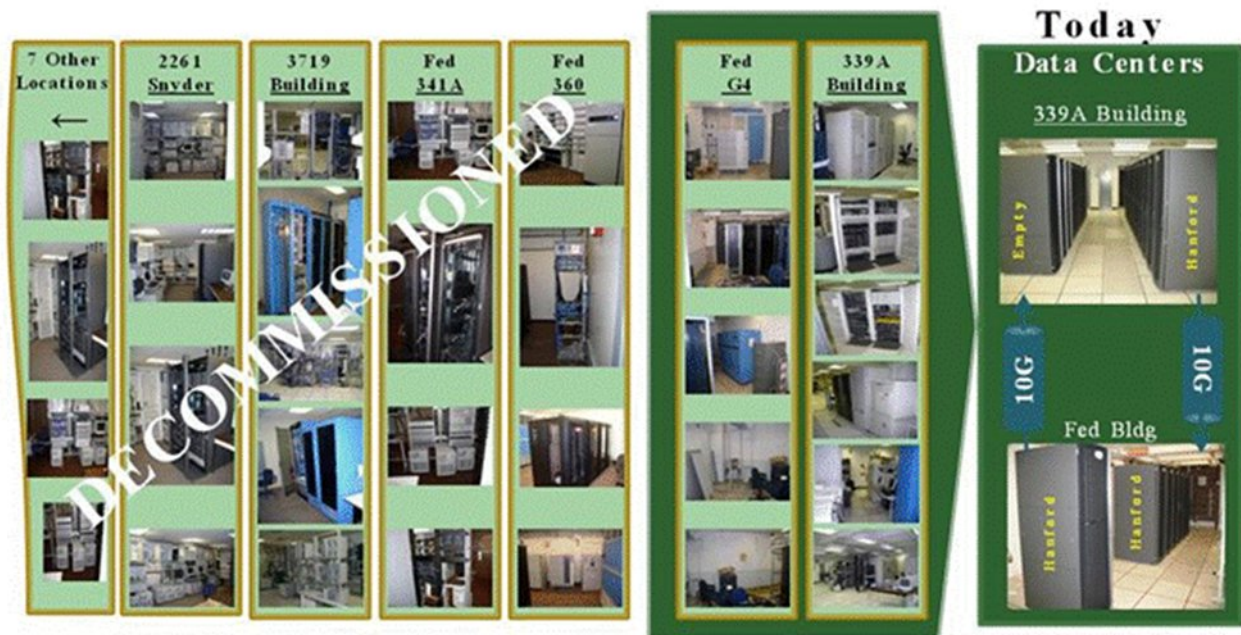 7 Other
Locations
2261
Snyder
3719
Building
Fed
341A
Fed
360
DECOMMISSIONED
Fed
G4
339A
Building
Today
Data Centers
339A Building
Empty
Hanford
10G
10G
Fed Bldg
Hanford
Hanford